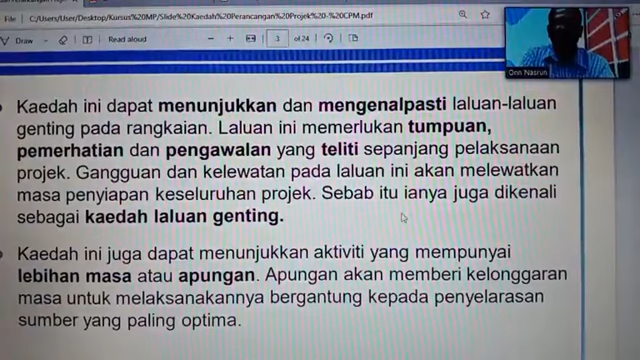 File | C:/Users/User/Desktop/Kursus%20MP/Slide%20Kaedah%20Perancangan%20Projek%20-%20CPM.pdf
Draw
Read aloud
3 of 24
Onn Nasrun
Kaedah ini dapat menunjukkan dan mengenalpasti laluan-laluan
genting pada rangkaian. Laluan ini memerlukan tumpuan,
pemerhatian dan pengawalan yang teliti sepanjang pelaksanaan
projek. Gangguan dan kelewatan pada laluan ini akan melewatkan
masa penyiapan keseluruhan projek. Sebab itu ianya juga dikenali
sebagai kaedah laluan genting.
Kaedah ini juga dapat menunjukkan aktiviti yang mempunyai
lebihan masa atau apungan. Apungan akan memberi kelonggaran
masa untuk melaksanakannya bergantung kepada penyelarasan
sumber yang paling optima.